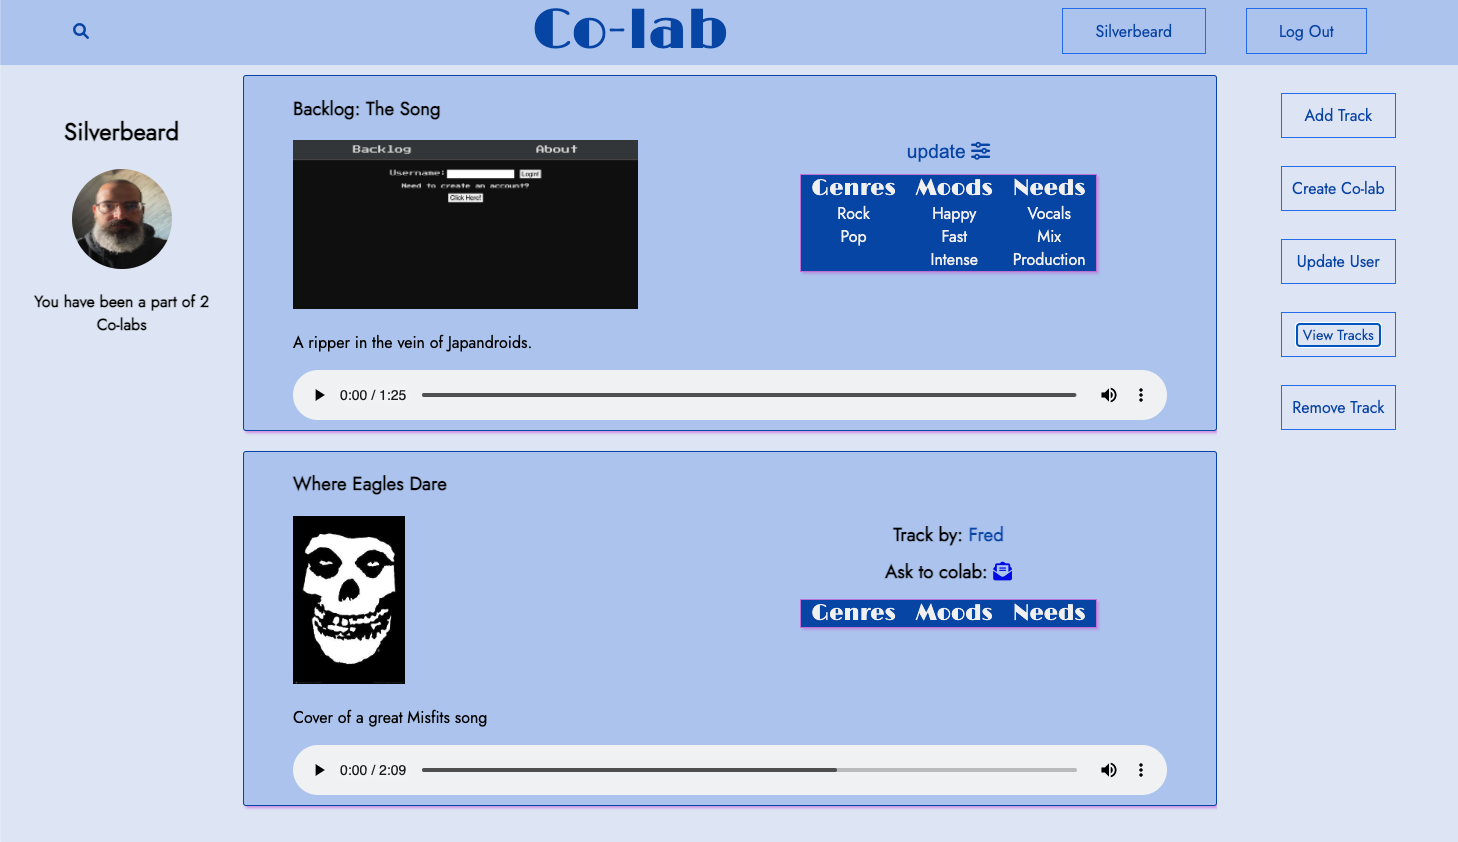 Co-lab
Silverbeard
Log Out
Silverbeard
You have been a part of 2
Co-labs
Backlog: The Song
Backlog About
Username: Login!
Need to create an account?
Click Here!
update
Genres Moods Needs
Rock Happy Vocals
Pop Fast Mix
Intense Production
A ripper in the vein of Japandroids.
0:00 / 1:25
Where Eagles Dare
Track by: Fred
Ask to colab:
Genres Moods Needs
Cover of a great Misfits song
0:00 / 2:09
Add Track
Create Co-lab
Update User
View Tracks
Remove Track